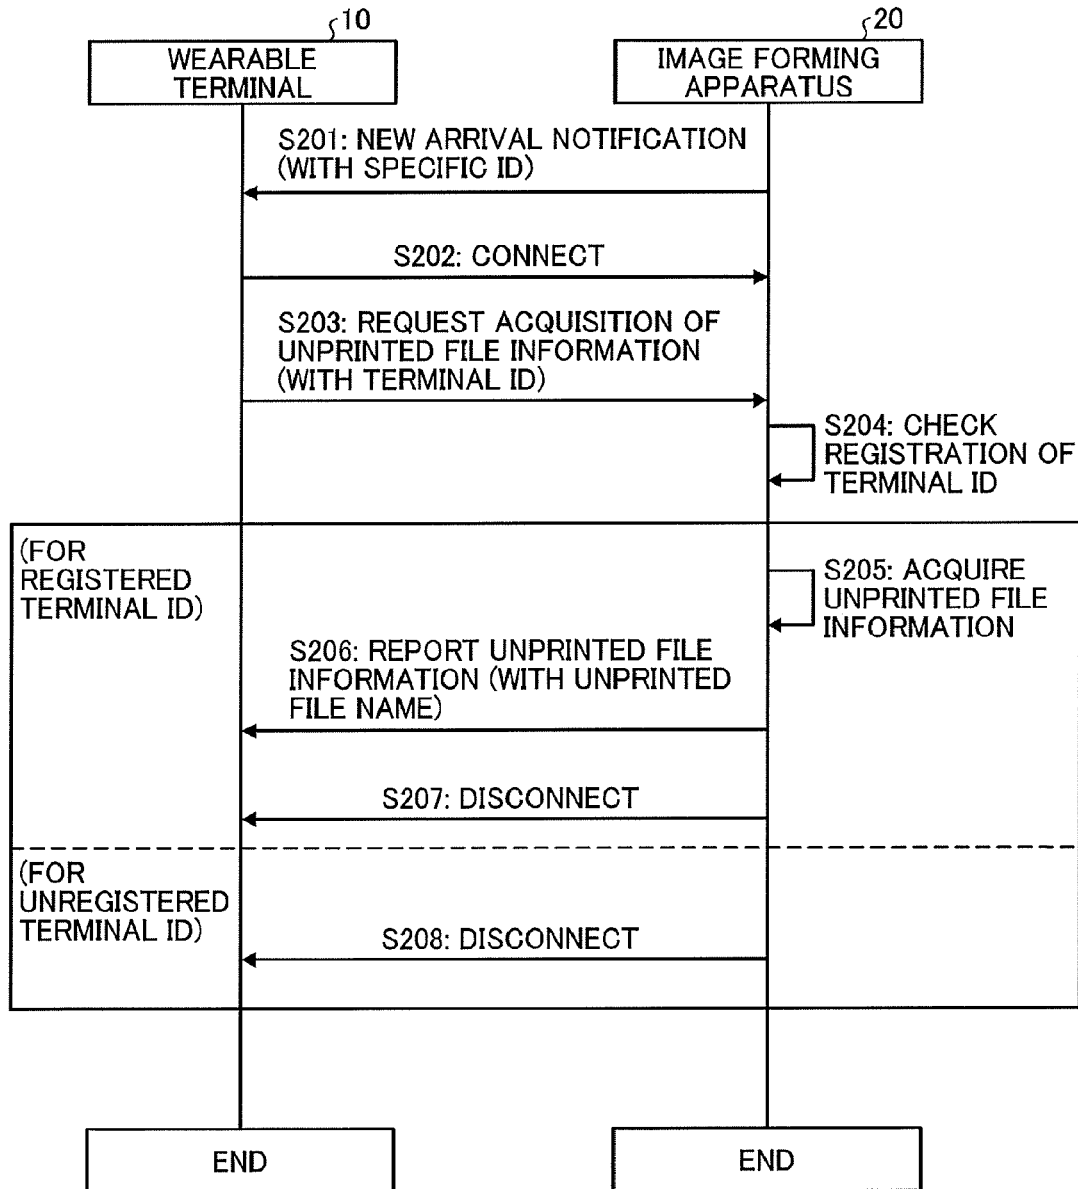 10
WEARABLE
TERMINAL
20
IMAGE FORMING
APPARATUS
S201: NEW ARRIVAL NOTIFICATION
(WITH SPECIFIC ID)
S202: CONNECT
S203: REQUEST ACQUISITION OF
UNPRINTED FILE INFORMATION
(WITH TERMINAL ID)
S204: CHECK
REGISTRATION OF
TERMINAL ID
(FOR
REGISTERED
TERMINAL ID)
S205: ACQUIRE
UNPRINTED FILE
INFORMATION
S206: REPORT UNPRINTED FILE
INFORMATION (WITH UNPRINTED
FILE NAME)
S207: DISCONNECT
(FOR
UNREGISTERED
TERMINAL ID)
S208: DISCONNECT
END
END